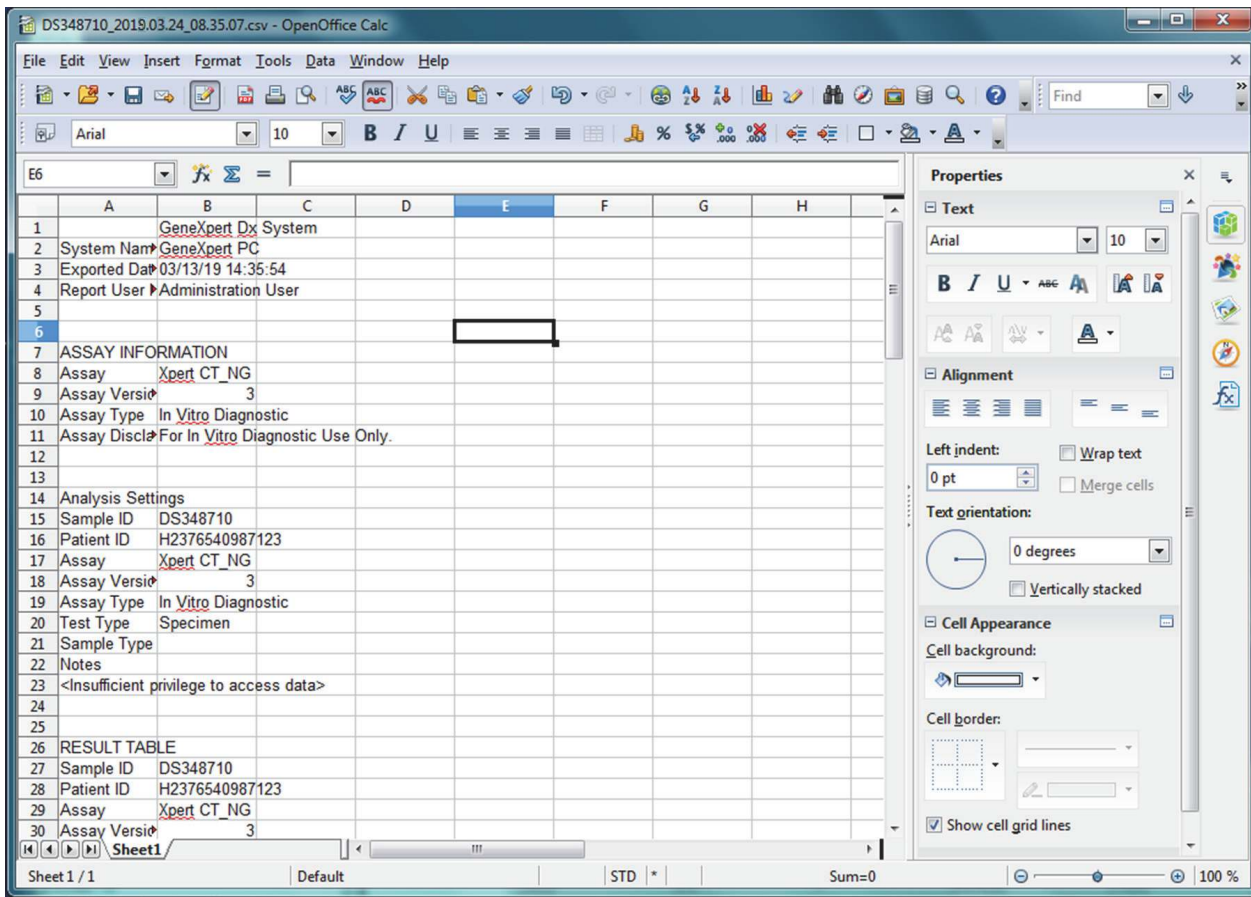 DS348710_2019.03.24_08.35.07.csv - OpenOffice Calc
File Edit View Insert Format Tools Data Window Help
Find
Arial 10 B I U
E6
A B C D E F G H
1 GeneXpert Dx System
2 System Nam GeneXpert PC
3 Exported Dat 03/13/19 14:35:54
4 Report User Administration User
5
6
7 ASSAY INFORMATION
8 Assay Xpert CT_NG
9 Assay Versio 3
10 Assay Type In Vitro Diagnostic
11 Assay Discla For In Vitro Diagnostic Use Only.
12
13
14 Analysis Settings
15 Sample ID DS348710
16 Patient ID H2376540987123
17 Assay Xpert CT_NG
18 Assay Versio 3
19 Assay Type In Vitro Diagnostic
20 Test Type Specimen
21 Sample Type
22 Notes
23 <Insufficient privilege to access data>
24
25
26 RESULT TABLE
27 Sample ID DS348710
28 Patient ID H2376540987123
29 Assay Xpert CT_NG
30 Assay Versio 3
Sheet1
Sheet 1 / 1 Default STD * Sum=0 100 %
Properties
Text
Arial 10
B I U ABC
Alignment
Left indent:
Wrap text
0 pt
Merge cells
Text orientation:
0 degrees
Vertically stacked
Cell Appearance
Cell background:
Cell border:
Show cell grid lines